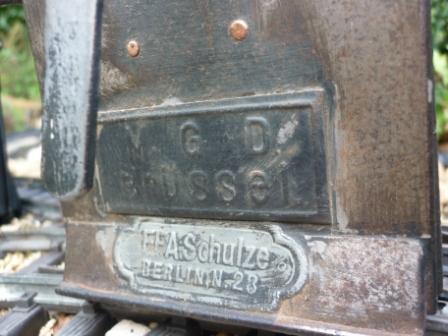 M. G. D.
BRÜSSEL
F.F.A.Schulze
BERLIN N.-28